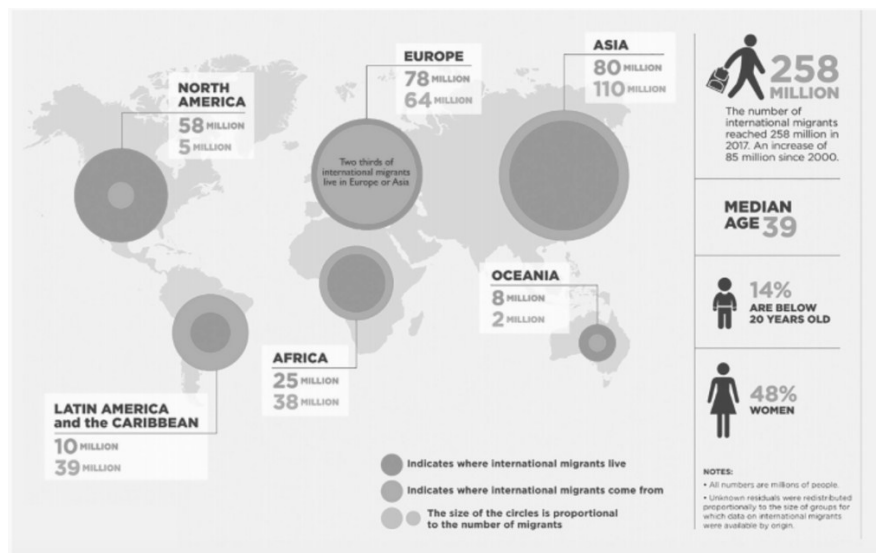 NORTH
AMERICA
58 MILLION
5 MILLION
EUROPE
78 MILLION
64 MILLION
Two thirds of
international migrants
live in Europe or Asia
ASIA
80 MILLION
110 MILLION
OCEANIA
8 MILLION
2 MILLION
AFRICA
25 MILLION
38 MILLION
LATIN AMERICA
and the CARIBBEAN
10 MILLION
39 MILLION
Indicates where international migrants live
Indicates where international migrants come from
The size of the circles is proportional
to the number of migrants
258
MILLION
The number of
international migrants
reached 258 million in
2017. An increase of
85 million since 2000.
MEDIAN
AGE 39
14%
ARE BELOW
20 YEARS OLD
48%
WOMEN
NOTES:
• All numbers are millions of people.
• Unknown residuals were redistributed
proportionally to the size of groups for
which data on international migrants
were available by origin.